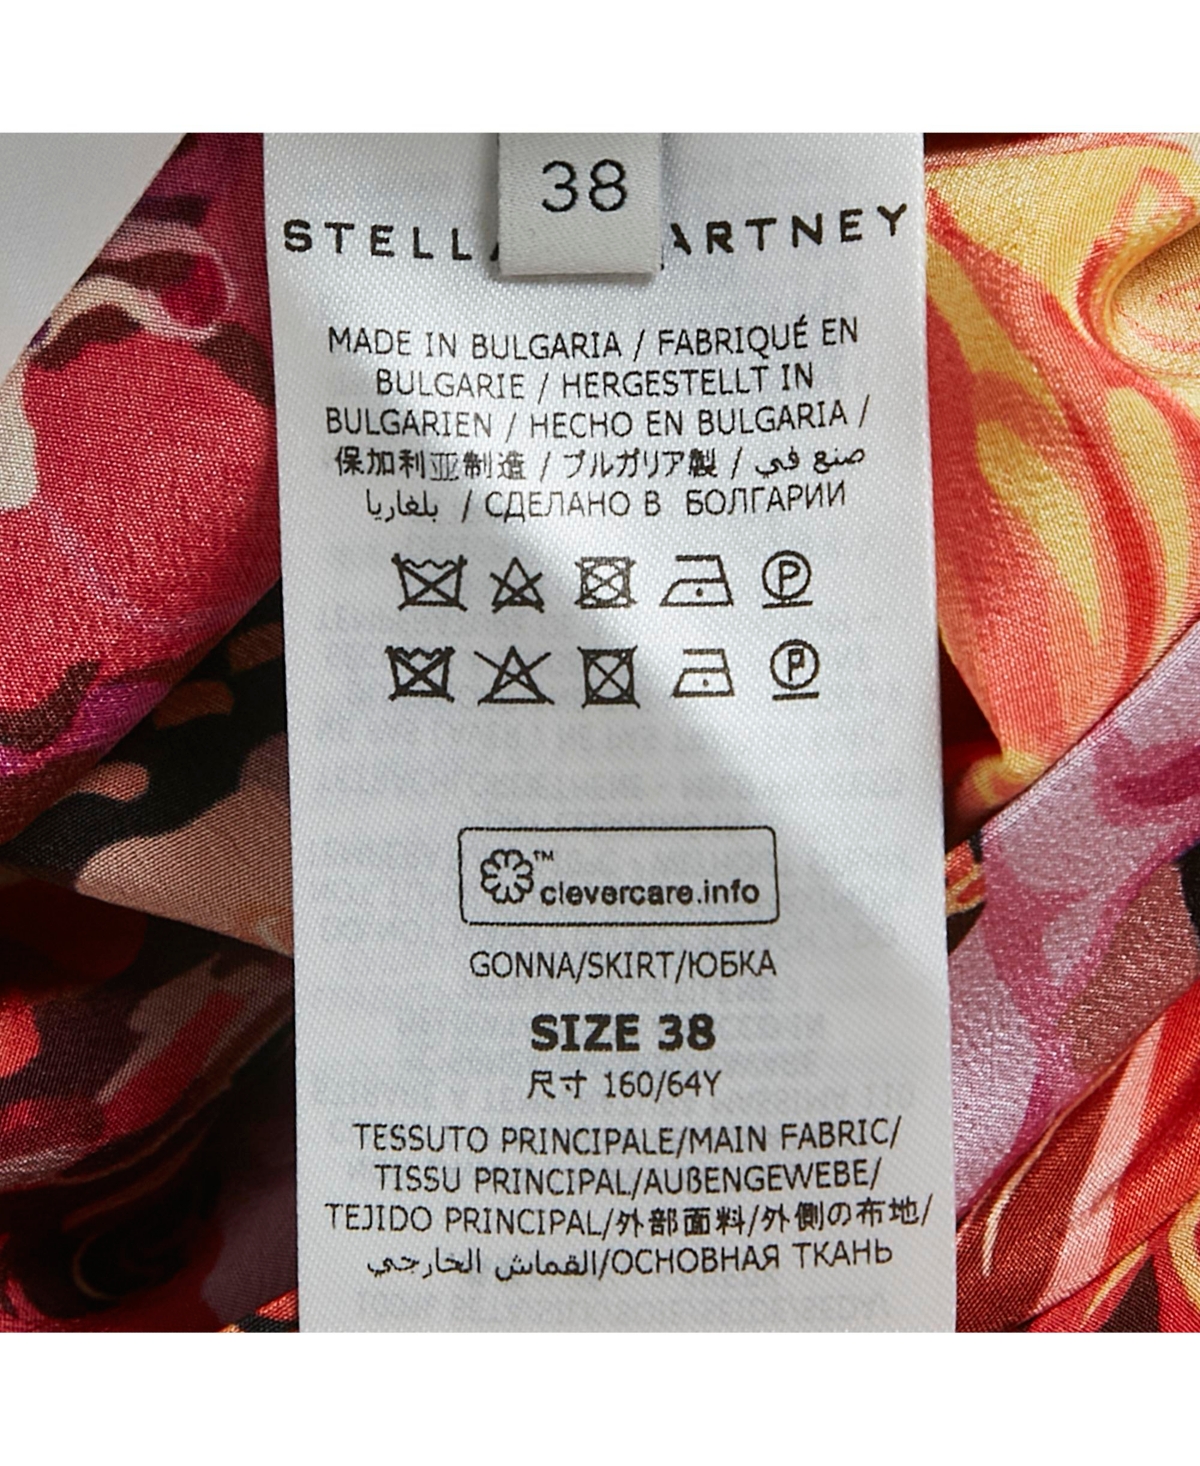 38
STELLA ARTNEY
MADE IN BULGARIA / FABRIQUÉ EN
BULGARIE / HERGESTELLT IN
BULGARIEN / HECHO EN BULGARIA /
保加利亚制造 / ブルガリア製 / صنع في
بلغاريا / СДЕЛАНО В БОЛГАРИИ
P
P
™
clevercare.info
GONNA/SKIRT/ЮБКА
SIZE 38
尺寸 160/64Y
TESSUTO PRINCIPALE/MAIN FABRIC/
TISSU PRINCIPAL/AUßENGEWEBE/
TEJIDO PRINCIPAL/外部面料/外側の布地/
القماش الخارجي/ОСНОВНАЯ ТКАНЬ